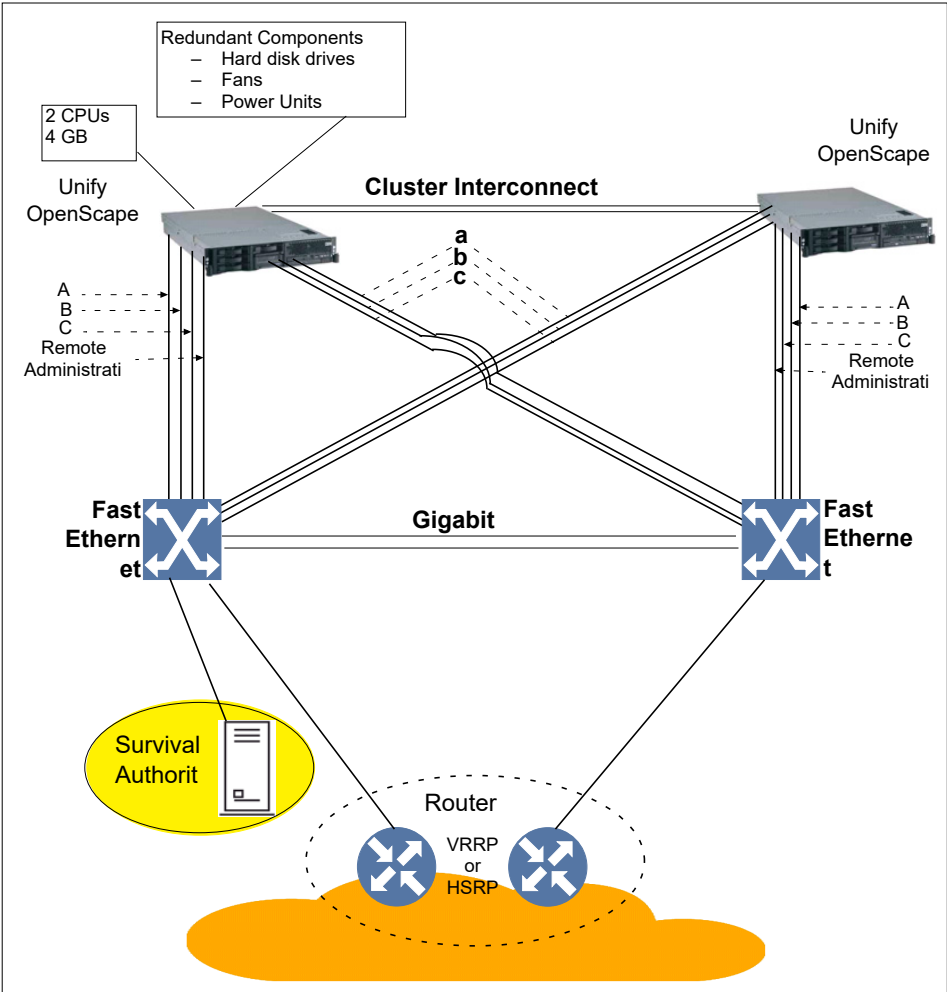 Redundant Components
– Hard disk drives
– Fans
– Power Units
2 CPUs
4 GB
Unify
OpenScape
Unify
OpenScape
Cluster Interconnect
a
b
c
A
B
C
Remote
Administrati
A
B
C
Remote
Administrati
Fast
Ethern
et
Gigabit
Fast
Etherne
t
Survival
Authorit
Router
VRRP
or
HSRP